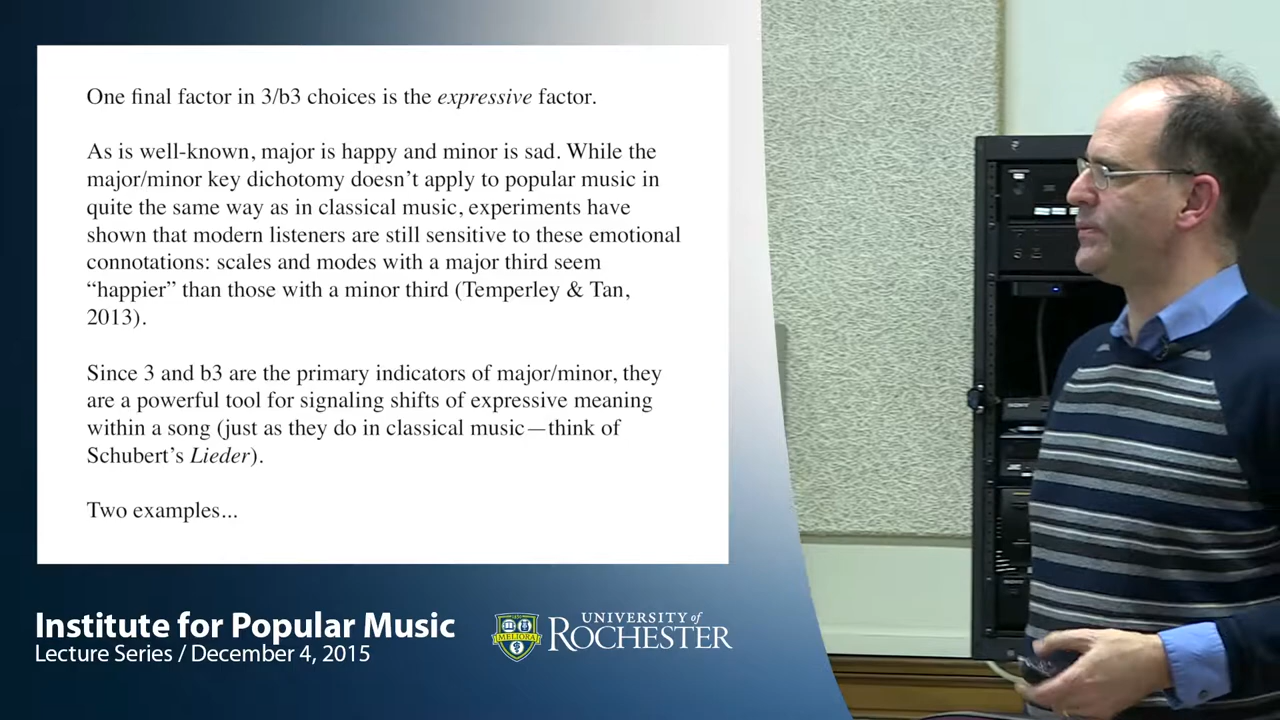 One final factor in 3/b3 choices is the expressive factor.
As is well-known, major is happy and minor is sad. While the
major/minor key dichotomy doesn’t apply to popular music in
quite the same way as in classical music, experiments have
shown that modern listeners are still sensitive to these emotional
connotations: scales and modes with a major third seem
“happier” than those with a minor third (Temperley & Tan,
2013).
Since 3 and b3 are the primary indicators of major/minor, they
are a powerful tool for signaling shifts of expressive meaning
within a song (just as they do in classical music—think of
Schubert’s Lieder).
Two examples...
Institute for Popular Music
Lecture Series / December 4, 2015
MELIORA
UNIVERSITY of
ROCHESTER
SONY